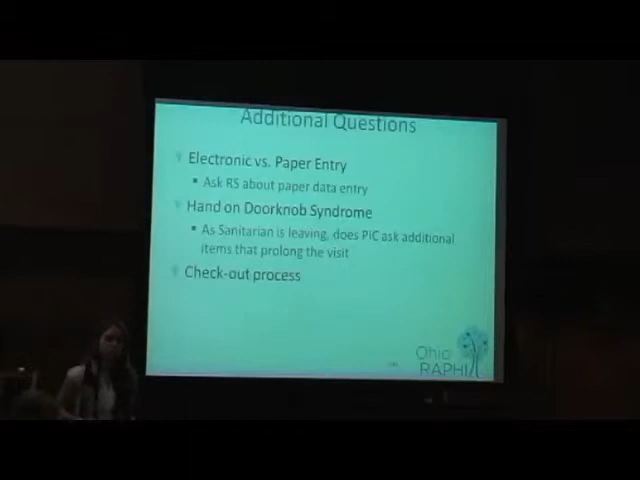 Additional Questions
Electronic vs. Paper Entry
Ask RS about paper data entry
Hand on Doorknob Syndrome
As Sanitarian is leaving, does PIC ask additional
items that prolong the visit
Check-out process
Ohio
RAPHI